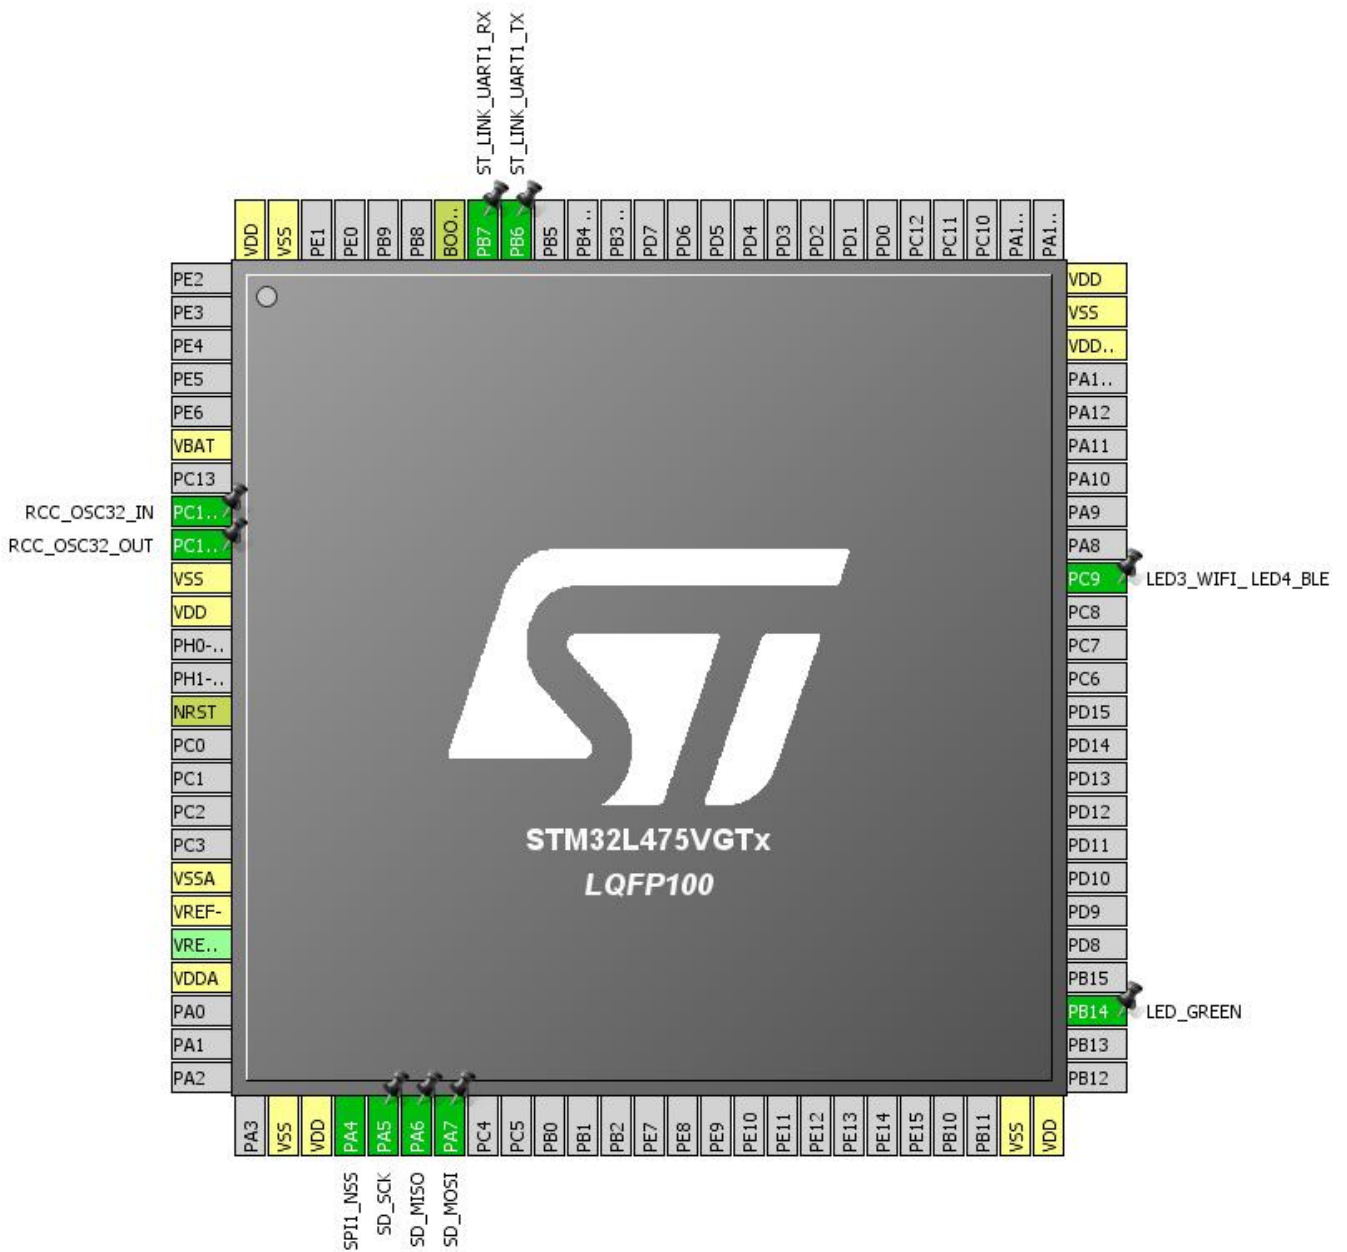 ST_LINK_UART1_RX
ST_LINK_UART1_TX
VDD
VSS
PE1
PE0
PB9
PB8
BOO..
PB7
PB6
PB5
PB4 ..
PB3 ..
PD7
PD6
PD5
PD4
PD3
PD2
PD1
PD0
PC12
PC11
PC10
PA1..
PA1..
PE2
PE3
PE4
PE5
PE6
VBAT
PC13
RCC_OSC32_IN PC1..
RCC_OSC32_OUT PC1..
VSS
VDD
PH0-..
PH1-..
NRST
PC0
PC1
PC2
PC3
VSSA
VREF-
VRE..
VDDA
PA0
PA1
PA2
ST
STM32L475VGTx
LQFP100
VDD
VSS
VDD..
PA1..
PA12
PA11
PA10
PA9
PA8
PC9 LED3_WIFI_LED4_BLE
PC8
PC7
PC6
PD15
PD14
PD13
PD12
PD11
PD10
PD9
PD8
PB15
PB14 LED_GREEN
PB13
PB12
PA3
VSS
VDD
PA4
PA5
PA6
PA7
PC4
PC5
PB0
PB1
PB2
PE7
PE8
PE9
PE10
PE11
PE12
PE13
PE14
PE15
PB10
PB11
VSS
VDD
SPI1_NSS
SD_SCK
SD_MISO
SD_MOSI